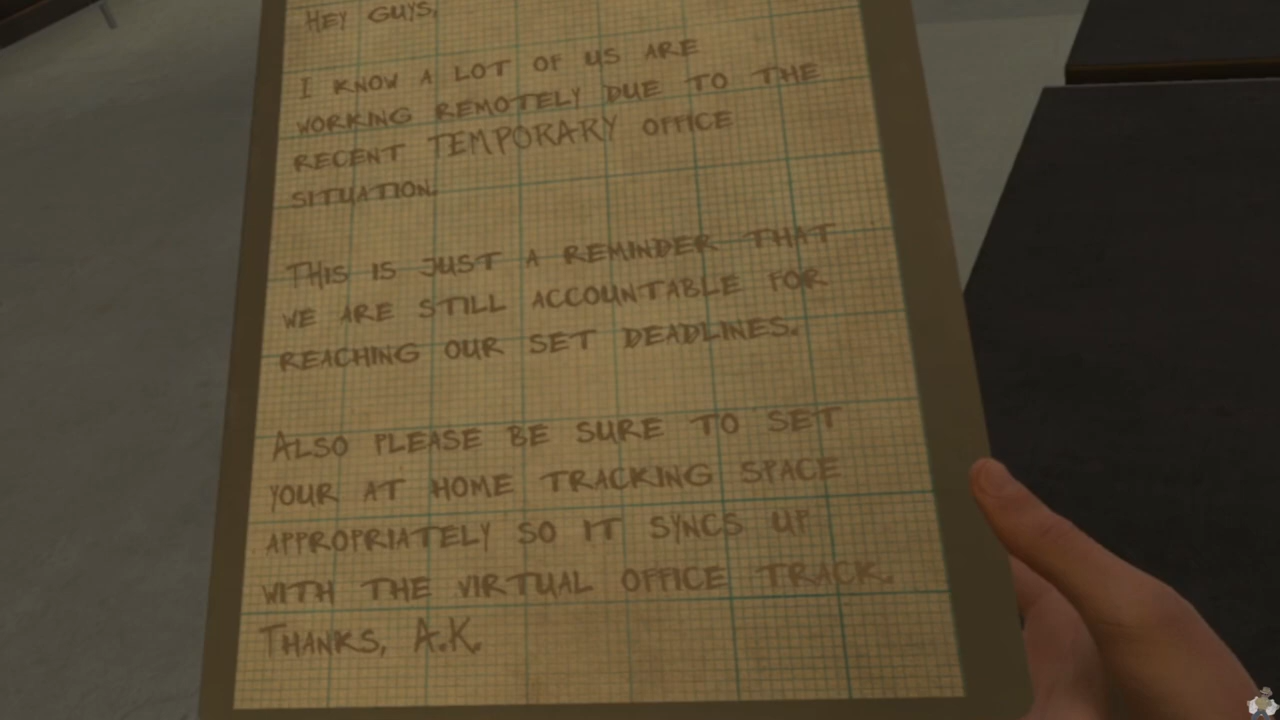 HEY GUYS,
I KNOW A LOT OF US ARE
WORKING REMOTELY DUE TO THE
RECENT TEMPORARY OFFICE
SITUATION.
THIS IS JUST A REMINDER THAT
WE ARE STILL ACCOUNTABLE FOR
REACHING OUR SET DEADLINES.
ALSO PLEASE BE SURE TO SET
YOUR AT HOME TRACKING SPACE
APPROPRIATELY SO IT SYNCS UP
WITH THE VIRTUAL OFFICE TRACK.
THANKS, A.K.